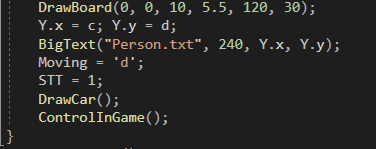 DrawBoard(0, 0, 10, 5.5, 120, 30);
Y.x = c; Y.y = d;
BigText("Person.txt", 240, Y.x, Y.y);
Moving = 'd';
STT = 1;
DrawCar();
ControlInGame();
}